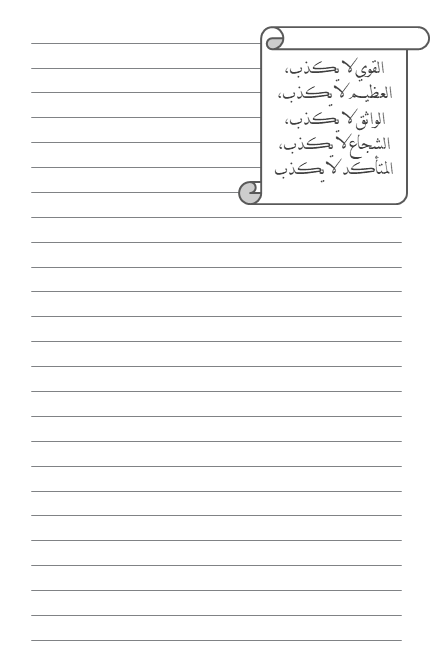 القوي لا يكذب،
العظيم لا يكذب،
الواثق لا يكذب،
الشجاع لا يكذب،
المتأكد لا يكذب